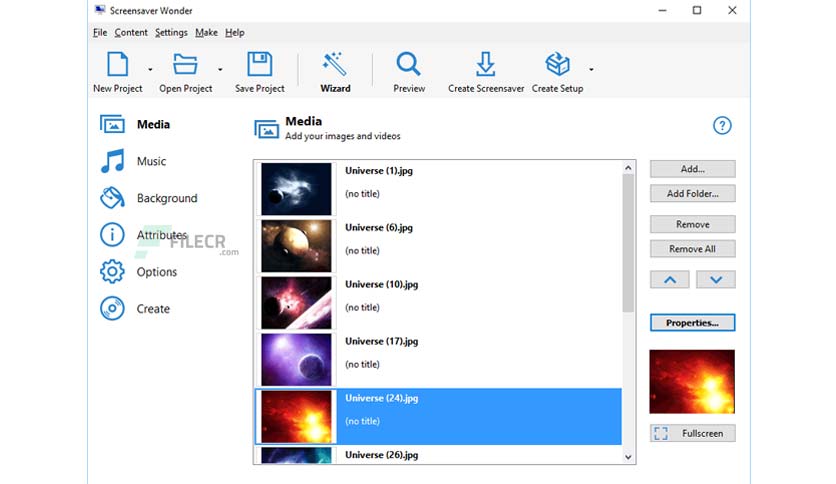 Screensaver Wonder
File Content Settings Make Help
New Project Open Project Save Project Wizard Preview Create Screensaver Create Setup
Media
Music
Background
Attributes
Options
Create
FILECR
.com
Media
Add your images and videos
?
Universe (1).jpg
(no title)
Universe (6).jpg
(no title)
Universe (10).jpg
(no title)
Universe (17).jpg
(no title)
Universe (24).jpg
(no title)
Universe (26).jpg
Add...
Add Folder...
Remove
Remove All
Properties...
Fullscreen